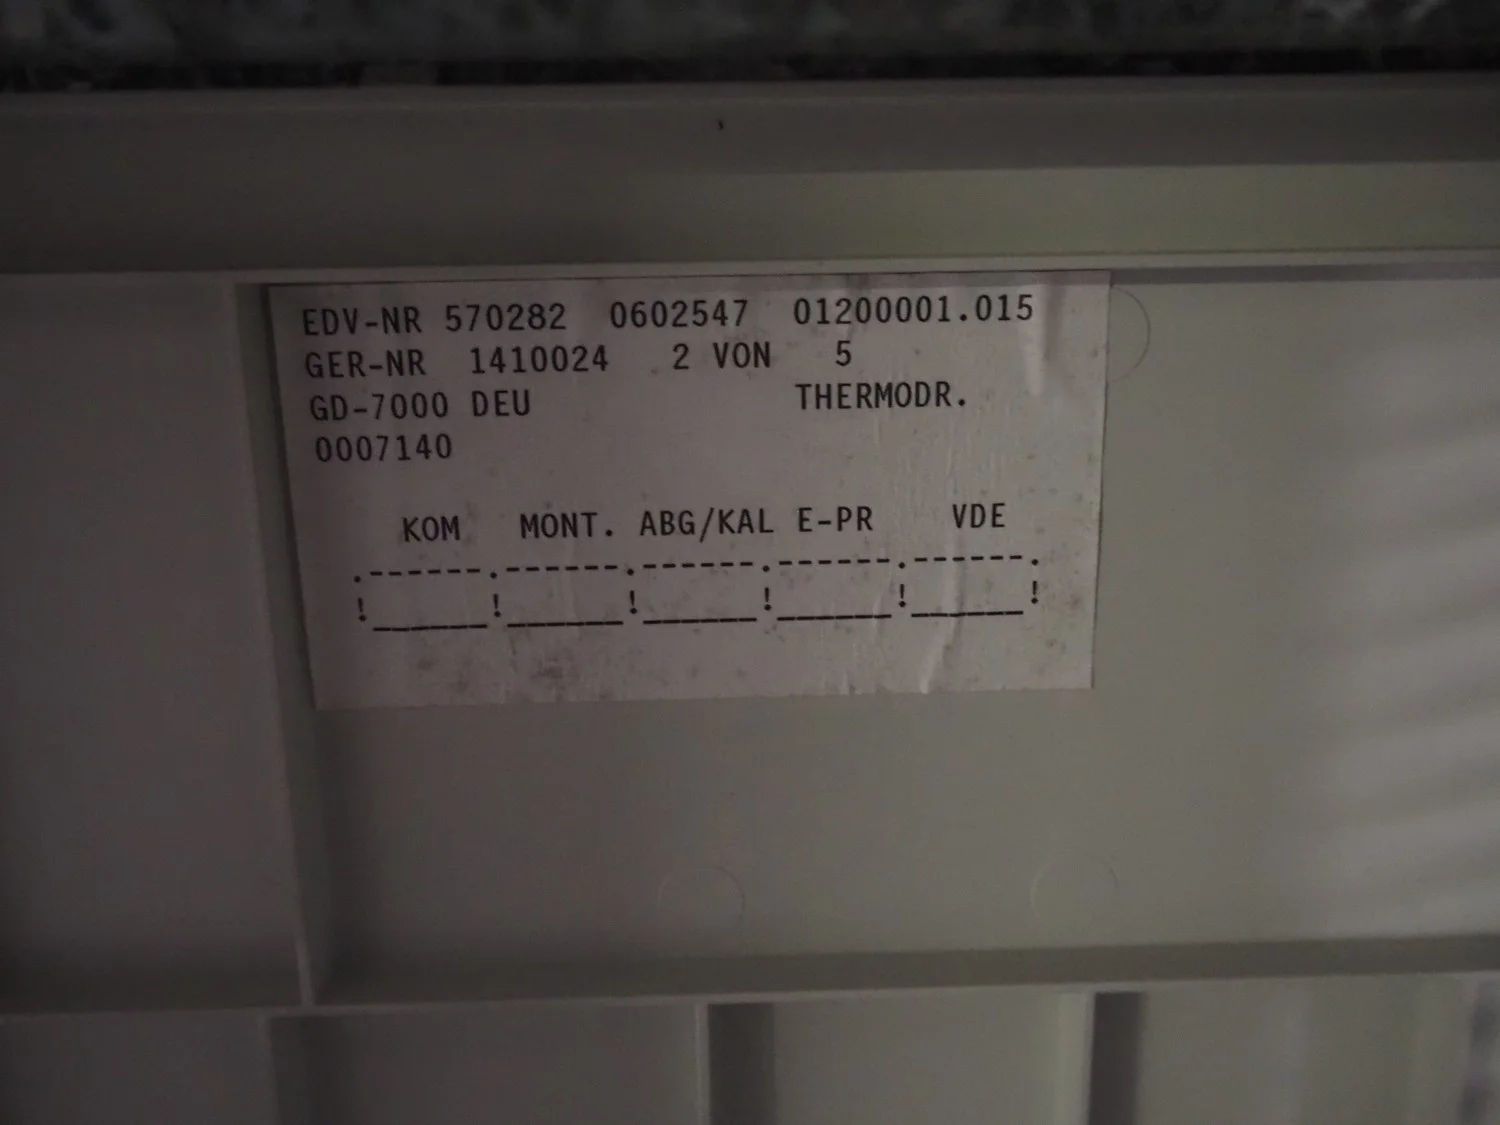 EDV-NR 570282 0602547 01200001.015
GER-NR 1410024 2 VON 5
GD-7000 DEU THERMODR.
0007140
KOM MONT. ABG/KAL E-PR VDE
.------.------.------.------.------.
!______!______!______!______!______!